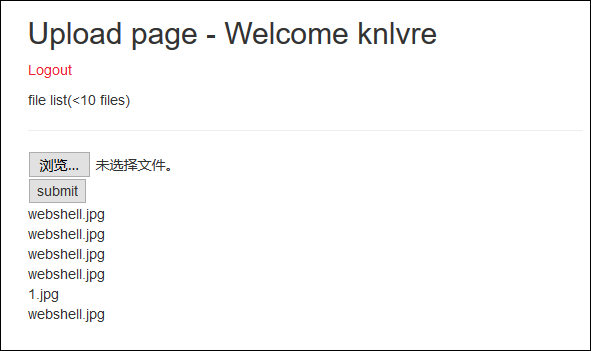 Upload page - Welcome knlvre
Logout
file list(<10 files)
浏览... 未选择文件。
submit
webshell.jpg
webshell.jpg
webshell.jpg
webshell.jpg
1.jpg
webshell.jpg